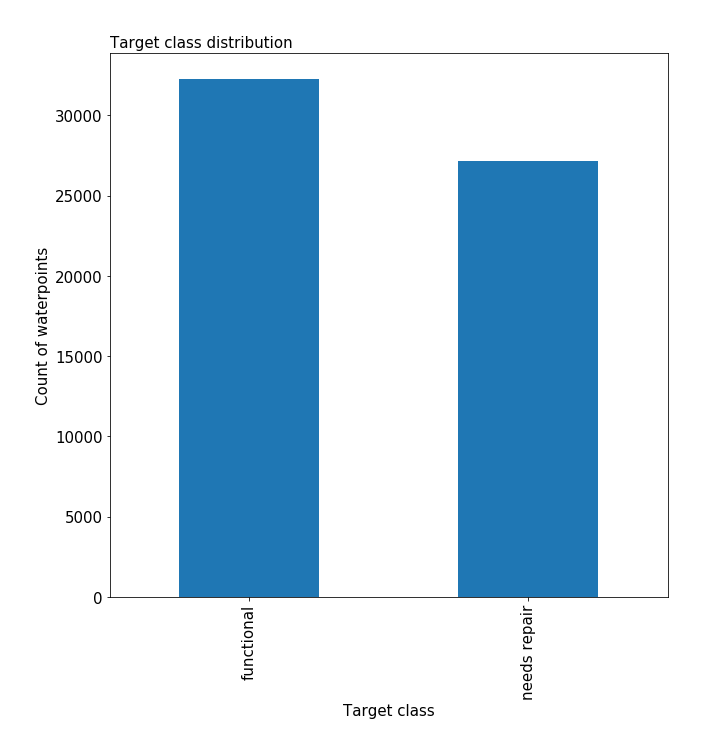 Target class distribution
Count of waterpoints
30000
25000
20000
15000
10000
5000
0
functional
needs repair
Target class